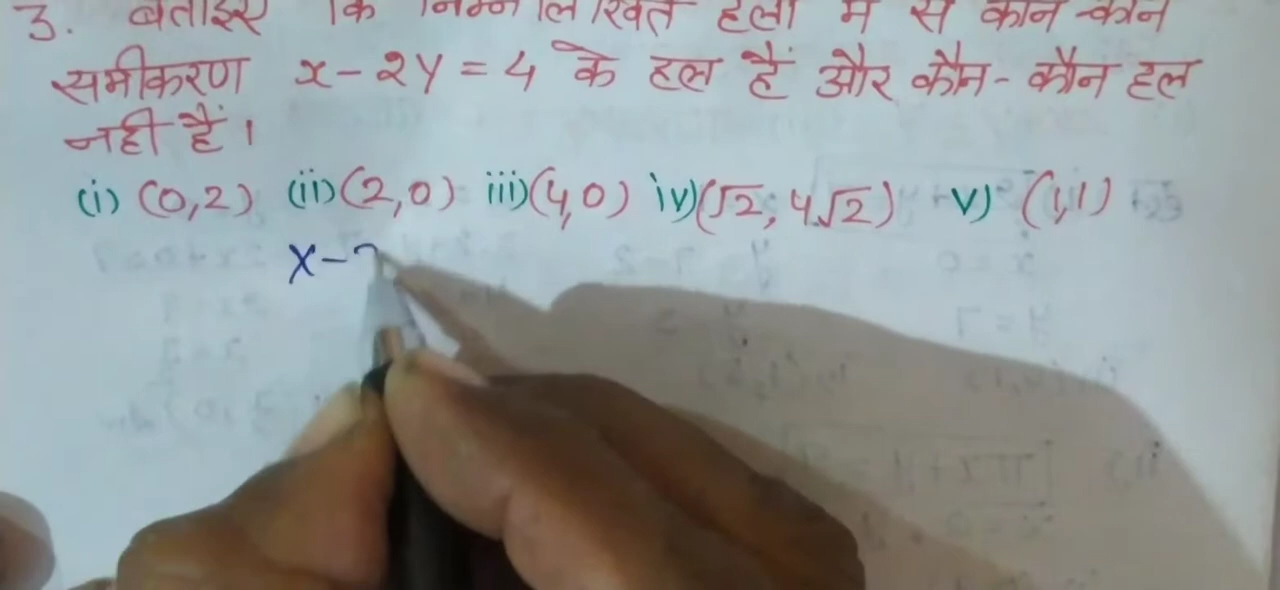 3. बताइए कि निम्नलिखित हलों में से कौन-कौन
समीकरण x-2y=4 के हल हैं और कौन-कौन हल
नही हैं।
(i) (0,2) (ii) (2,0) iii) (4,0) iv) (√2, 4√2) v) (1,1)
x-2